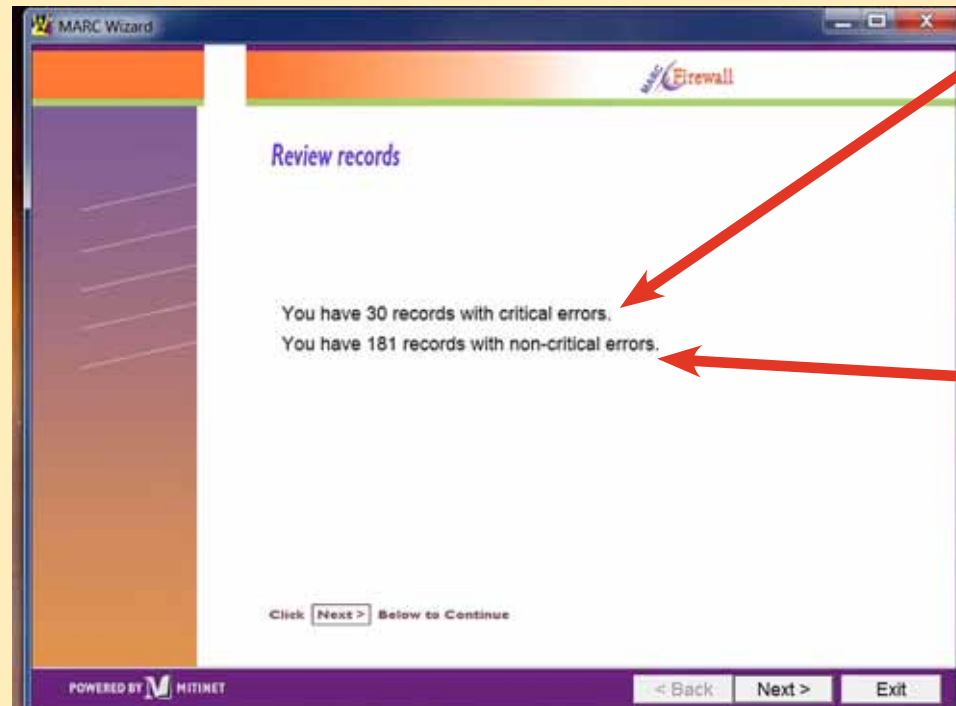 MARC Wizard
MARC Firewall
Review records
You have 30 records with critical errors.
You have 181 records with non-critical errors.
Click Next > Below to Continue
POWERED BY MITINET
< Back Next > Exit